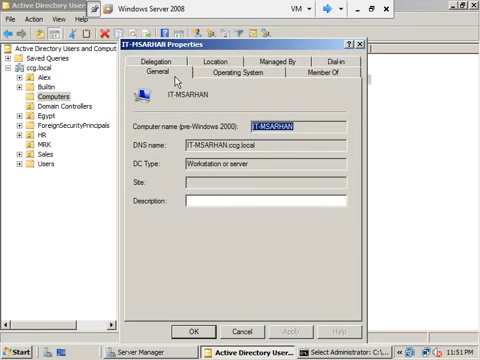 Active Directory Users and
Windows Server 2008
VM
File
Action
View
Help
Active Directory Users and Comput
Saved Queries
ccg.local
Alex
Builtin
Computers
Domain Controllers
Egypt
ForeignSecurityPrincipals
HR
MRK
Sales
Users
IT-MSARHAN Properties
Delegation
Location
Managed By
Dial-in
General
Operating System
Member Of
IT-MSARHAN
Computer name (pre-Windows 2000):
IT-MSARHAN
DNS name:
IT-MSARHAN.ccg.local
DC Type:
Workstation or server
Site:
Description:
OK
Cancel
Apply
Help
Start
Server Manager
Active Directory Us...
Select Administrator: C:\...
11:51 PM